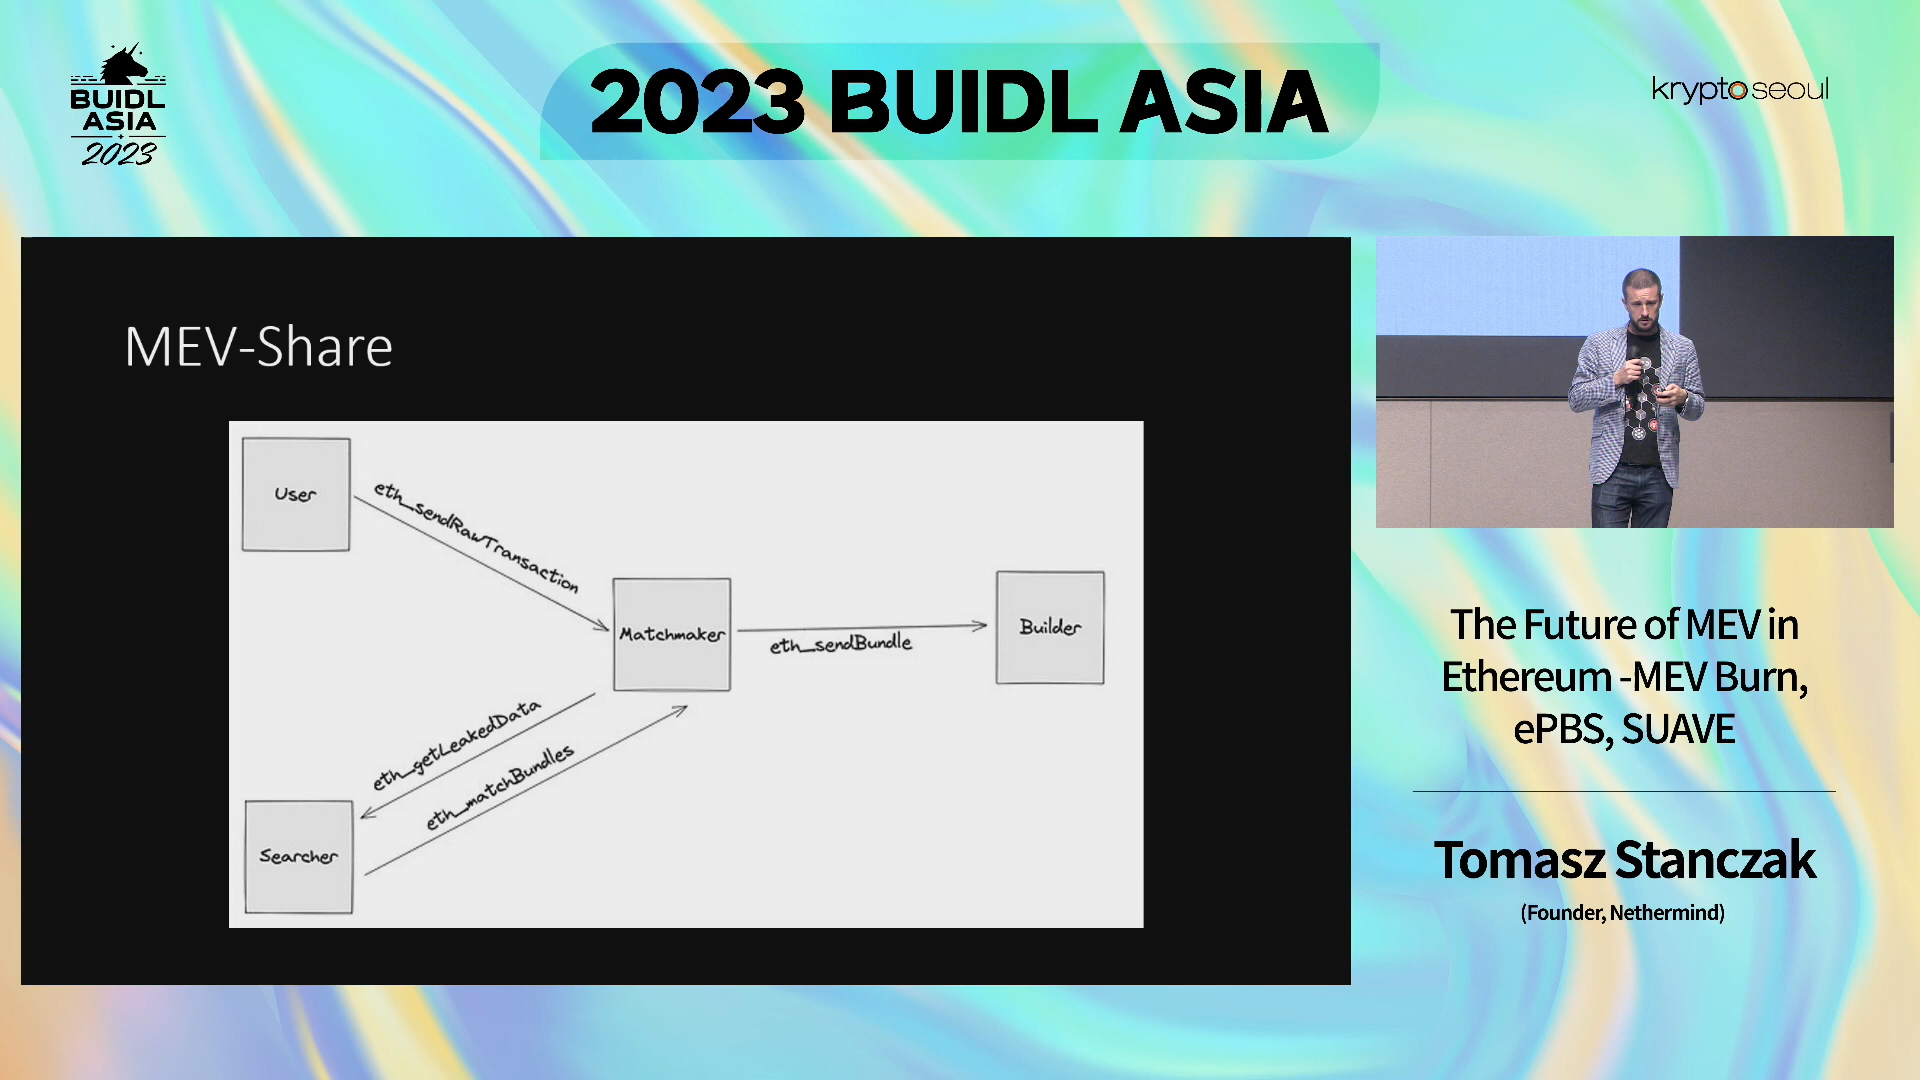 BUIDL
ASIA
2023
2023 BUIDL ASIA
kryptoseoul
MEV-Share
User
eth_sendRawTransaction
Matchmaker
eth_sendBundle
Builder
eth_getLeakedData
eth_matchBundles
Searcher
The Future of MEV in
Ethereum -MEV Burn,
ePBS, SUAVE
Tomasz Stanczak
(Founder, Nethermind)